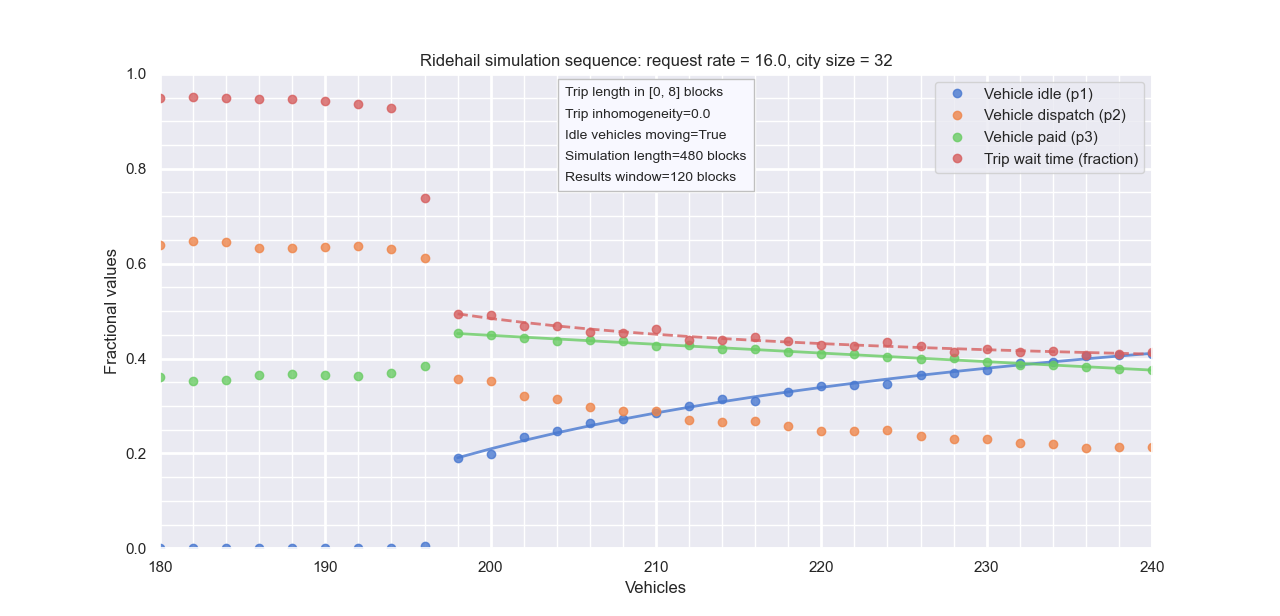 Ridehail simulation sequence: request rate = 16.0, city size = 32
Trip length in [0, 8] blocks
Trip inhomogeneity=0.0
Idle vehicles moving=True
Simulation length=480 blocks
Results window=120 blocks
Vehicle idle (p1)
Vehicle dispatch (p2)
Vehicle paid (p3)
Trip wait time (fraction)
Fractional values
1.0
0.8
0.6
0.4
0.2
0.0
180 190 200 210 220 230 240
Vehicles